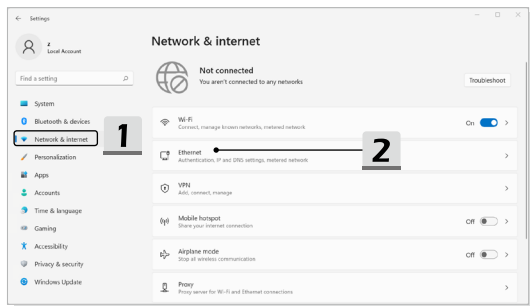 Settings
z
Local Account
Find a setting
System
Bluetooth & devices
Network & internet
Personalization
Apps
Accounts
Time & language
Gaming
Accessibility
Privacy & security
Windows Update
1
Network & internet
Not connected
You aren't connected to any networks
Troubleshoot
Wi-Fi
Connect, manage known networks, metered network
On
Ethernet
Authentication, IP and DNS settings, metered network
2
VPN
Add, connect, manage
Mobile hotspot
Share your internet connection
Off
Airplane mode
Stop all wireless communication
Off
Proxy
Proxy server for Wi-Fi and Ethernet connections